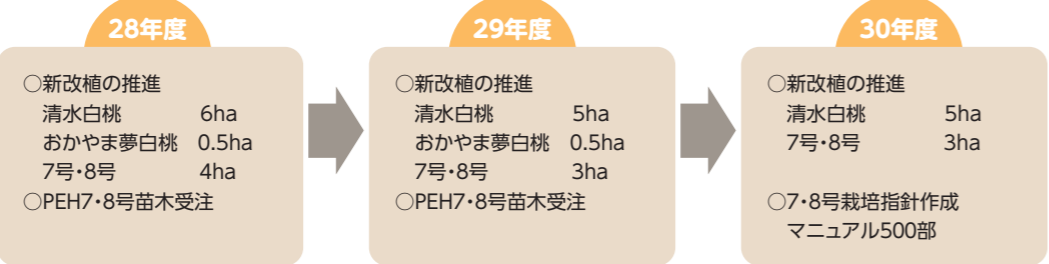 28年度
○新改植の推進
清水白桃 6ha
おかやま夢白桃 0.5ha
7号・8号 4ha
○PEH7・8号苗木受注
29年度
○新改植の推進
清水白桃 5ha
おかやま夢白桃 0.5ha
7号・8号 3ha
○PEH7・8号苗木受注
30年度
○新改植の推進
清水白桃 5ha
7号・8号 3ha
○7・8号栽培指針作成
マニュアル500部